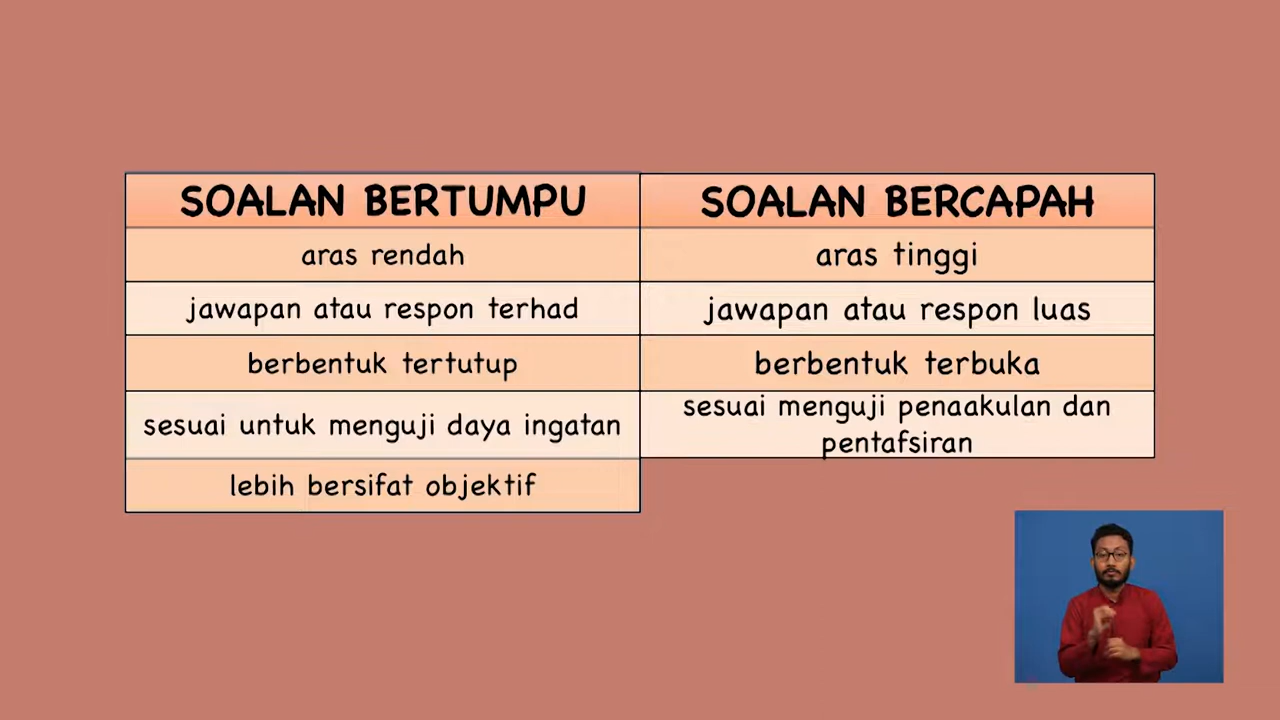 SOALAN BERTUMPU
SOALAN BERCAPAH
aras rendah
aras tinggi
jawapan atau respon terhad
jawapan atau respon luas
berbentuk tertutup
berbentuk terbuka
sesuai untuk menguji daya ingatan
sesuai menguji penaakulan dan
pentafsiran
lebih bersifat objektif